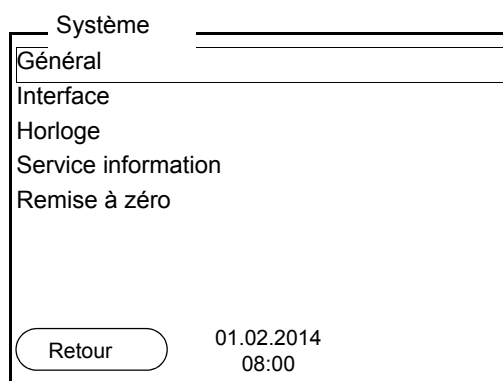 Système
Général
Interface
Horloge
Service information
Remise à zéro
Retour
01.02.2014
08:00